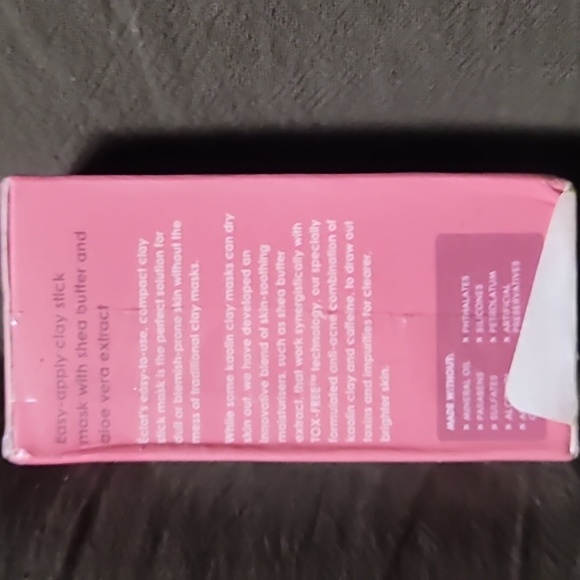 Easy-apply clay stick
mask with shea butter and
aloe vera extract
Eclat's easy-to-use, compact clay
stick mask is the perfect solution for
dull or blemish-prone skin without the
mess of traditional clay masks.
While some kaolin clay masks can dry
skin out, we have developed an
innovative blend of skin-soothing
moisturisers, such as shea butter
extract, that work synergistically with
TOX-FREE™ technology, our specialty
formulated anti-acne combination of
kaolin clay and caffeine, to draw out
toxins and impurities for clearer,
brighter skin.
MADE WITHOUT:
x MINERAL OIL
x PARABENS
x SULFATES
x PHTHALATES
x SILICONES
x PETROLATUM
x ARTIFICIAL
PRESERVATIVES